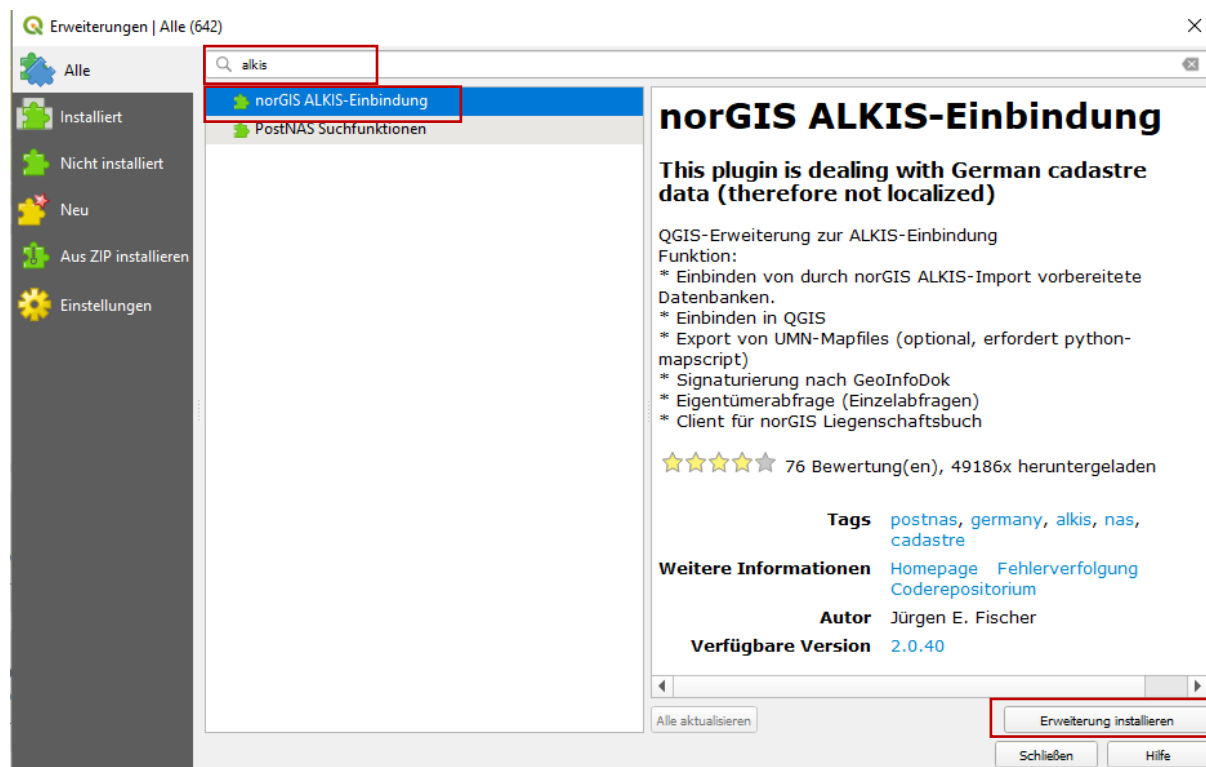 Erweiterungen | Alle (642)
Alle
Installiert
Nicht installiert
Neu
Aus ZIP installieren
Einstellungen
alkis
norGIS ALKIS-Einbindung
PostNAS Suchfunktionen
norGIS ALKIS-Einbindung
This plugin is dealing with German cadastre
data (therefore not localized)
QGIS-Erweiterung zur ALKIS-Einbindung
Funktion:
* Einbinden von durch norGIS ALKIS-Import vorbereitete
Datenbanken.
* Einbinden in QGIS
* Export von UMN-Mapfiles (optional, erfordert python-
mapscript)
* Signaturierung nach GeoInfoDok
* Eigentümerabfrage (Einzelabfragen)
* Client für norGIS Liegenschaftsbuch
76 Bewertung(en), 49186x heruntergeladen
Tags postnas, germany, alkis, nas,
cadastre
Weitere Informationen Homepage Fehlerverfolgung
Coderepositorium
Autor Jürgen E. Fischer
Verfügbare Version 2.0.40
Alle aktualisieren
Erweiterung installieren
Schließen
Hilfe